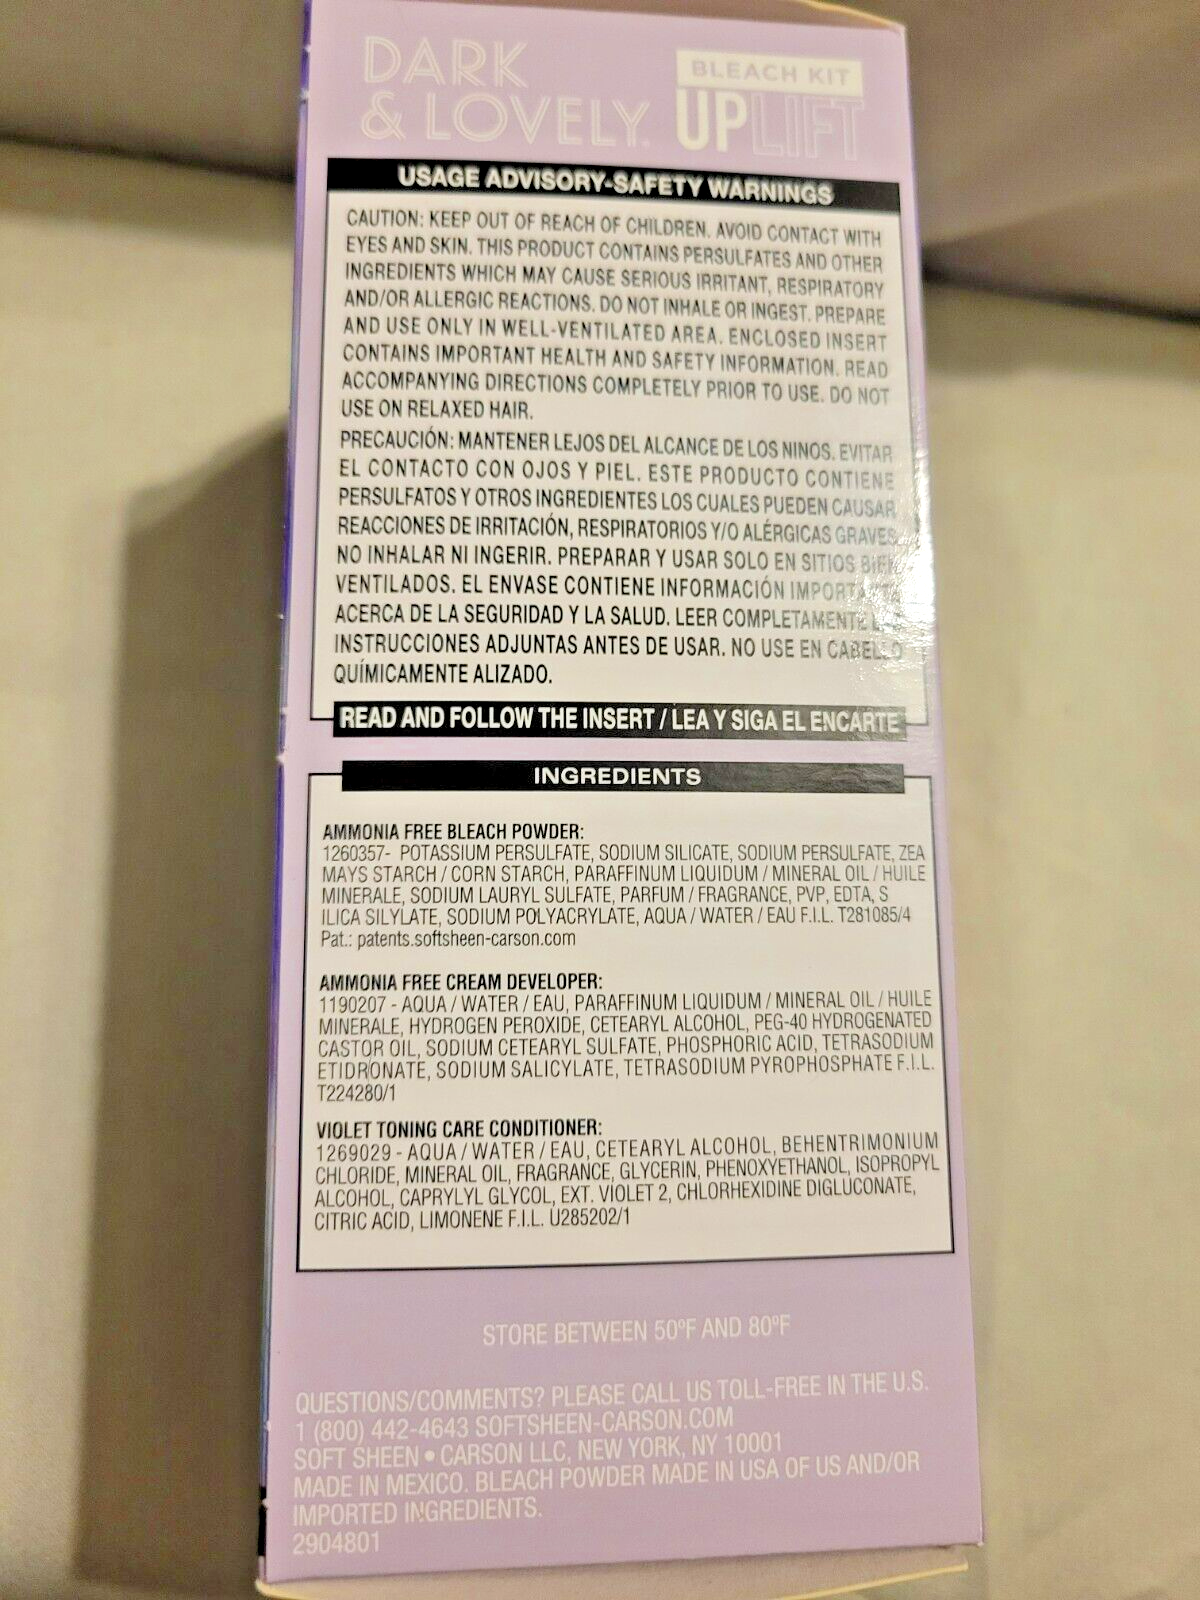 DARK
& LOVELY.
BLEACH KIT
UPLIFT
USAGE ADVISORY-SAFETY WARNINGS
CAUTION: KEEP OUT OF REACH OF CHILDREN. AVOID CONTACT WITH
EYES AND SKIN. THIS PRODUCT CONTAINS PERSULFATES AND OTHER
INGREDIENTS WHICH MAY CAUSE SERIOUS IRRITANT, RESPIRATORY
AND/OR ALLERGIC REACTIONS. DO NOT INHALE OR INGEST. PREPARE
AND USE ONLY IN WELL-VENTILATED AREA. ENCLOSED INSERT
CONTAINS IMPORTANT HEALTH AND SAFETY INFORMATION. READ
ACCOMPANYING DIRECTIONS COMPLETELY PRIOR TO USE. DO NOT
USE ON RELAXED HAIR.
PRECAUCIÓN: MANTENER LEJOS DEL ALCANCE DE LOS NINOS. EVITAR
EL CONTACTO CON OJOS Y PIEL. ESTE PRODUCTO CONTIENE
PERSULFATOS Y OTROS INGREDIENTES LOS CUALES PUEDEN CAUSAR
REACCIONES DE IRRITACIÓN, RESPIRATORIOS Y/O ALÉRGICAS GRAVES.
NO INHALAR NI INGERIR. PREPARAR Y USAR SOLO EN SITIOS BIEN
VENTILADOS. EL ENVASE CONTIENE INFORMACIÓN IMPORTANTE
ACERCA DE LA SEGURIDAD Y LA SALUD. LEER COMPLETAMENTE
INSTRUCCIONES ADJUNTAS ANTES DE USAR. NO USE EN CABELLO
QUÍMICAMENTE ALIZADO.
READ AND FOLLOW THE INSERT / LEA Y SIGA EL ENCARTE
INGREDIENTS
AMMONIA FREE BLEACH POWDER:
1260357- POTASSIUM PERSULFATE, SODIUM SILICATE, SODIUM PERSULFATE, ZEA
MAYS STARCH / CORN STARCH, PARAFFINUM LIQUIDUM / MINERAL OIL / HUILE
MINERALE, SODIUM LAURYL SULFATE, PARFUM / FRAGRANCE, PVP, EDTA, S
ILICA SILYLATE, SODIUM POLYACRYLATE, AQUA / WATER / EAU F.I.L. T281085/4
Pat.: patents.softsheen-carson.com
AMMONIA FREE CREAM DEVELOPER:
1190207 - AQUA / WATER / EAU, PARAFFINUM LIQUIDUM / MINERAL OIL / HUILE
MINERALE, HYDROGEN PEROXIDE, CETEARYL ALCOHOL, PEG-40 HYDROGENATED
CASTOR OIL, SODIUM CETEARYL SULFATE, PHOSPHORIC ACID, TETRASODIUM
ETIDRONATE, SODIUM SALICYLATE, TETRASODIUM PYROPHOSPHATE F.I.L.
T224280/1
VIOLET TONING CARE CONDITIONER:
1269029 - AQUA / WATER / EAU, CETEARYL ALCOHOL, BEHENTRIMONIUM
CHLORIDE, MINERAL OIL, FRAGRANCE, GLYCERIN, PHENOXYETHANOL, ISOPROPYL
ALCOHOL, CAPRYLYL GLYCOL, EXT. VIOLET 2, CHLORHEXIDINE DIGLUCONATE,
CITRIC ACID, LIMONENE F.I.L. U285202/1
STORE BETWEEN 50ºF AND 80ºF
QUESTIONS/COMMENTS? PLEASE CALL US TOLL-FREE IN THE U.S.
1 (800) 442-4643 SOFTSHEEN-CARSON.COM
SOFT SHEEN • CARSON LLC, NEW YORK, NY 10001
MADE IN MEXICO. BLEACH POWDER MADE IN USA OF US AND/OR
IMPORTED INGREDIENTS.
2904801